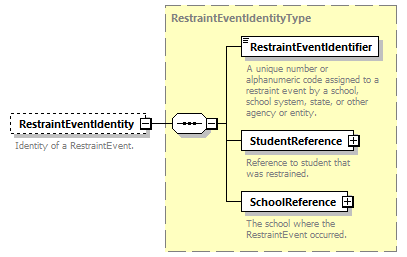 RestraintEventIdentityType
RestraintEventIdentifier
A unique number or
alphanumeric code assigned to a
restraint event by a school,
school system, state, or other
agency or entity.
RestraintEventIdentity
Identity of a RestraintEvent.
StudentReference
Reference to student that
was restrained.
SchoolReference
The school where the
RestraintEvent occurred.